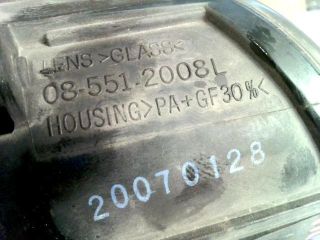 LENS>GLASS<
08-551-2008L
HOUSING>PA+GF30%<
20070128